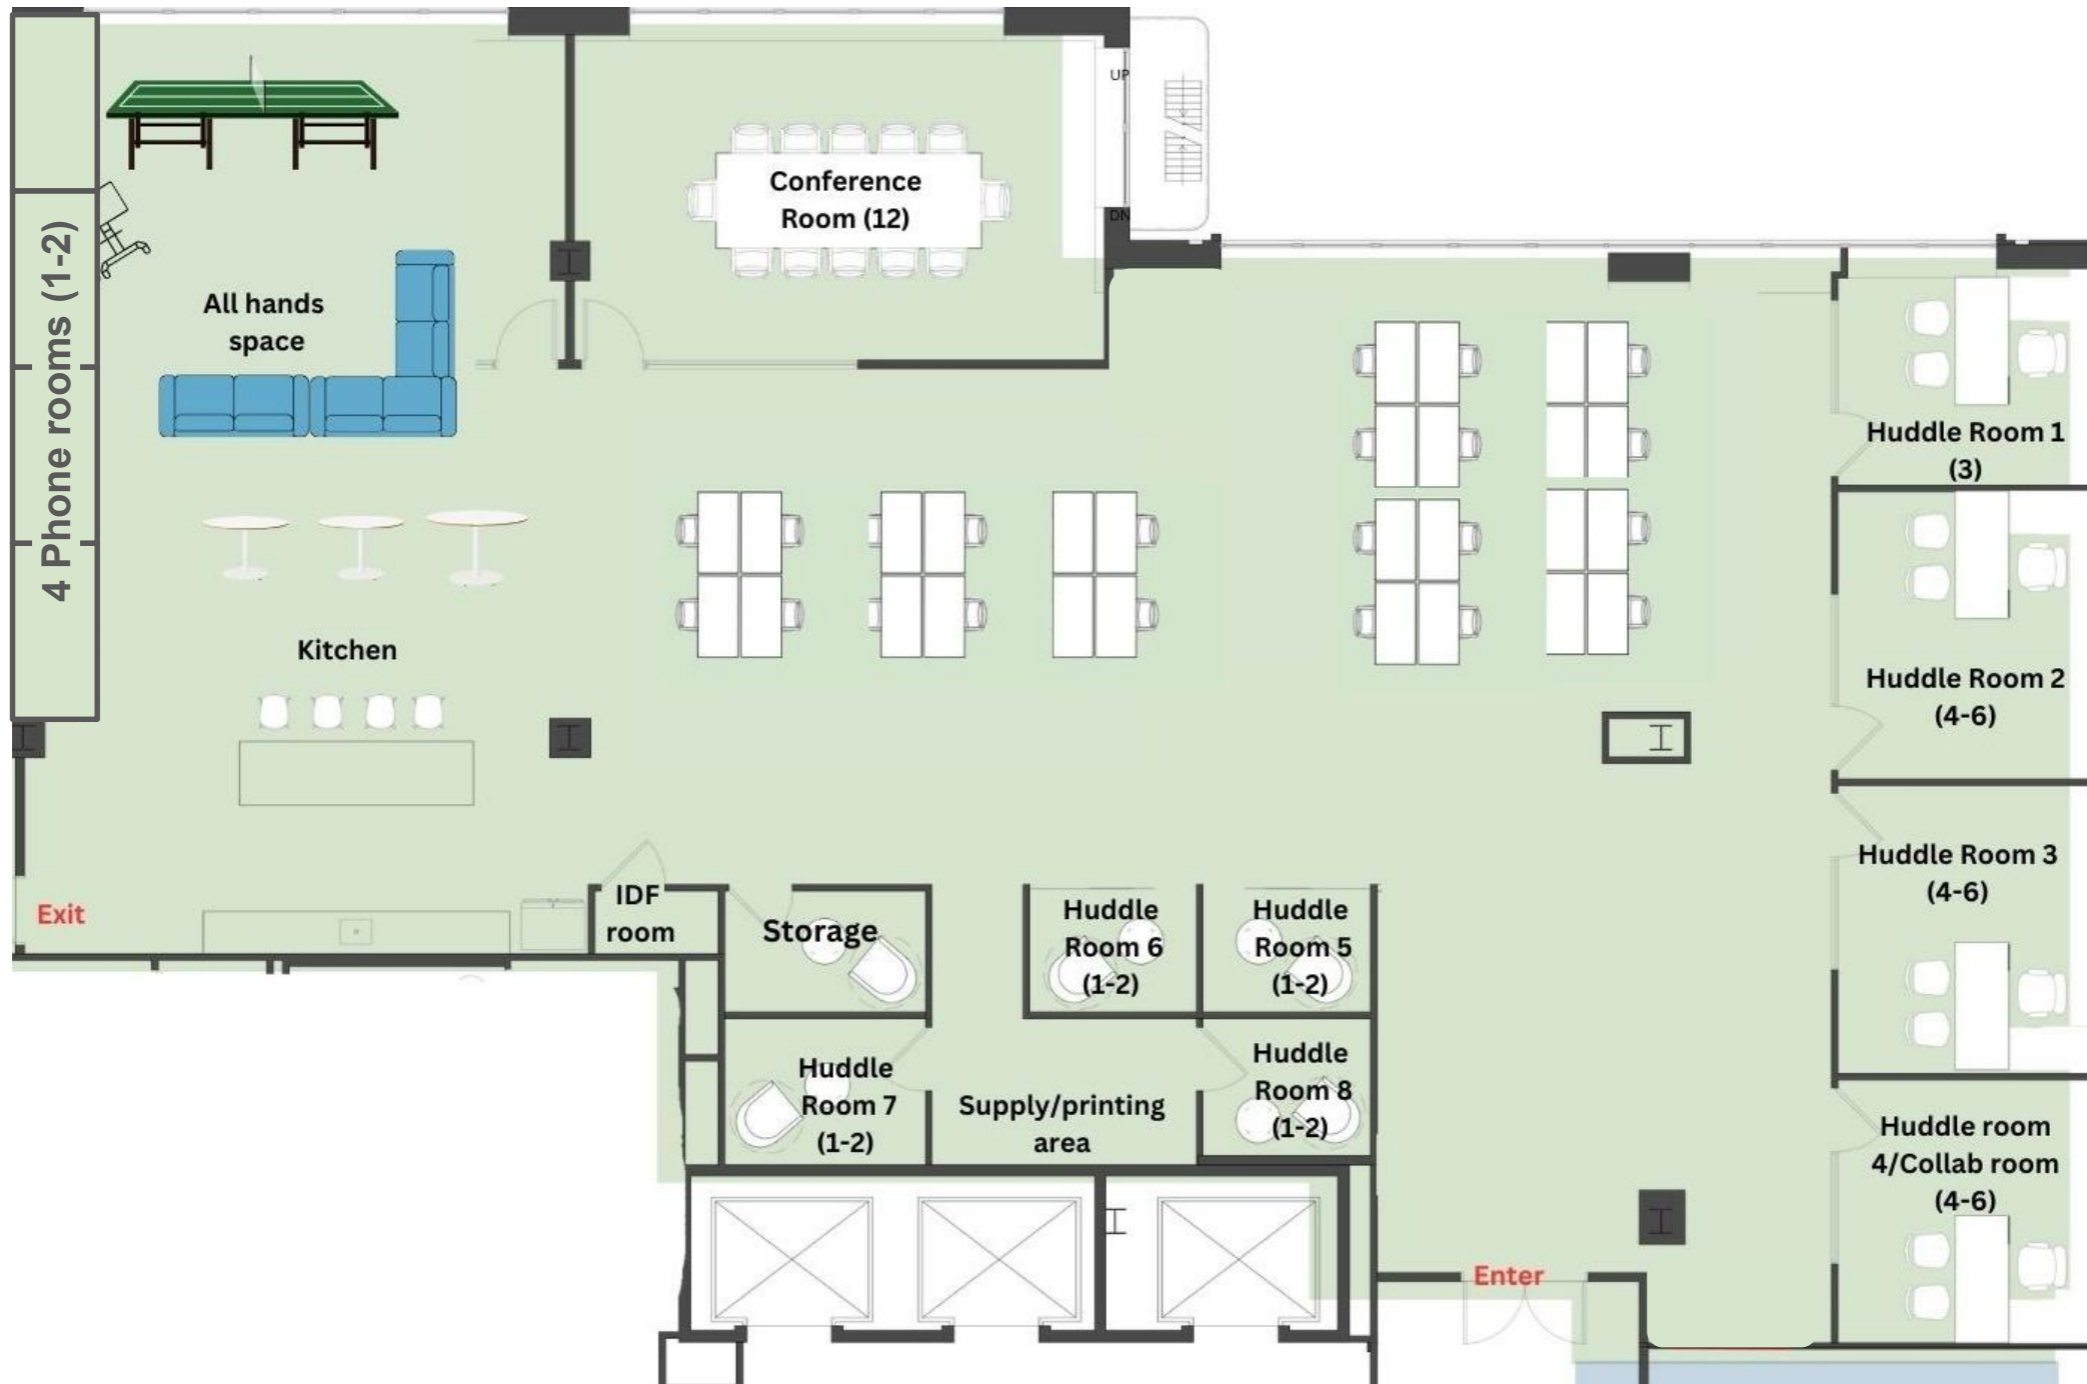 UP
Conference
Room (12)
DN
4 Phone rooms (1-2)
All hands
space
Huddle Room 1
(3)
Kitchen
Huddle Room 2
(4-6)
Huddle Room 3
(4-6)
Exit
IDF
room
Storage
Huddle
Room 6
(1-2)
Huddle
Room 5
(1-2)
Huddle
Room 7
(1-2)
Supply/printing
area
Huddle
Room 8
(1-2)
Huddle room
4/Collab room
(4-6)
Enter